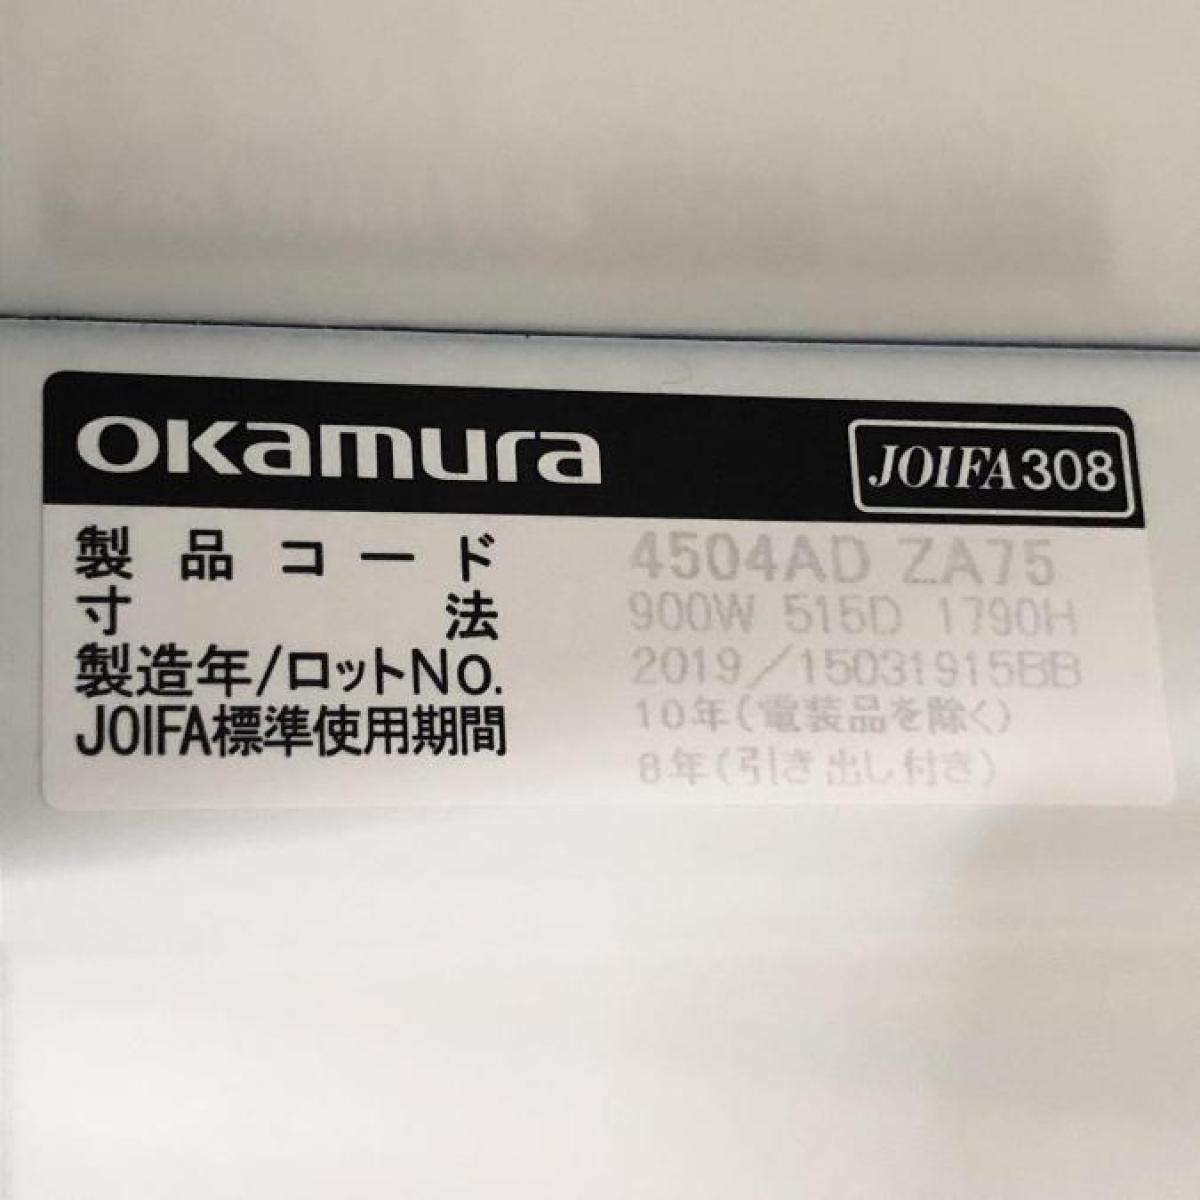 OKamura JOIFA308
製品コード 4504AD ZA75
寸法 900W 515D 1790H
製造年/ロットNo. 2019/15031915BB
JOIFA標準使用期間 10年(電装品を除く)
8年(引き出し付き)